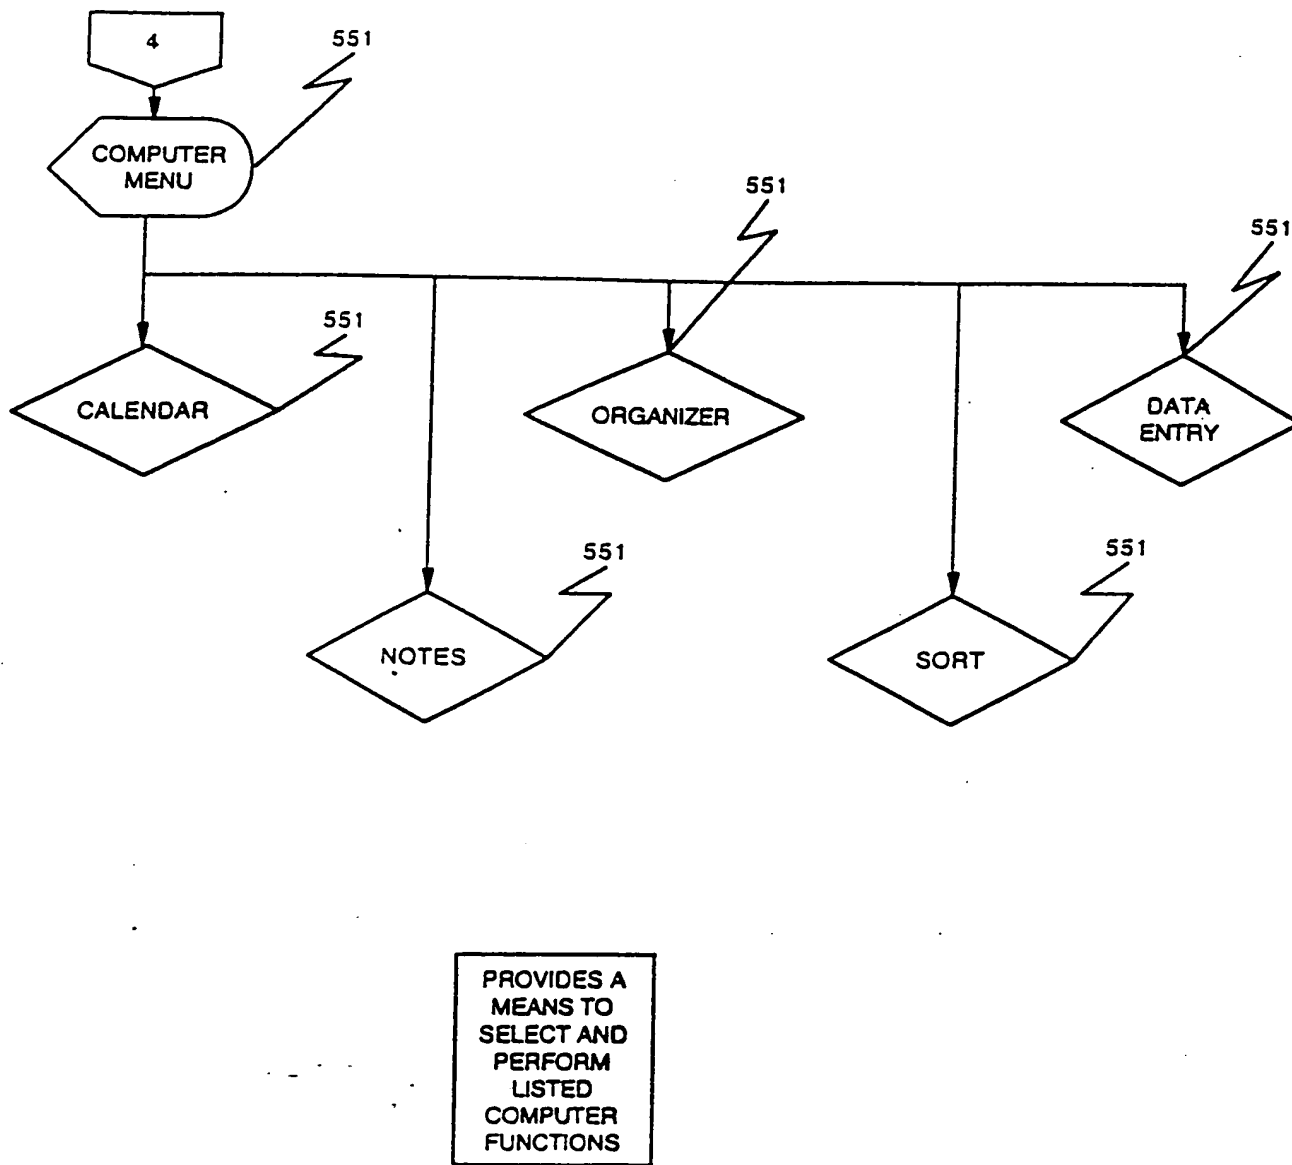 4
551
COMPUTER
MENU
551
551
551
CALENDAR
ORGANIZER
DATA
ENTRY
551
551
NOTES
SORT
PROVIDES A
MEANS TO
SELECT AND
PERFORM
LISTED
COMPUTER
FUNCTIONS